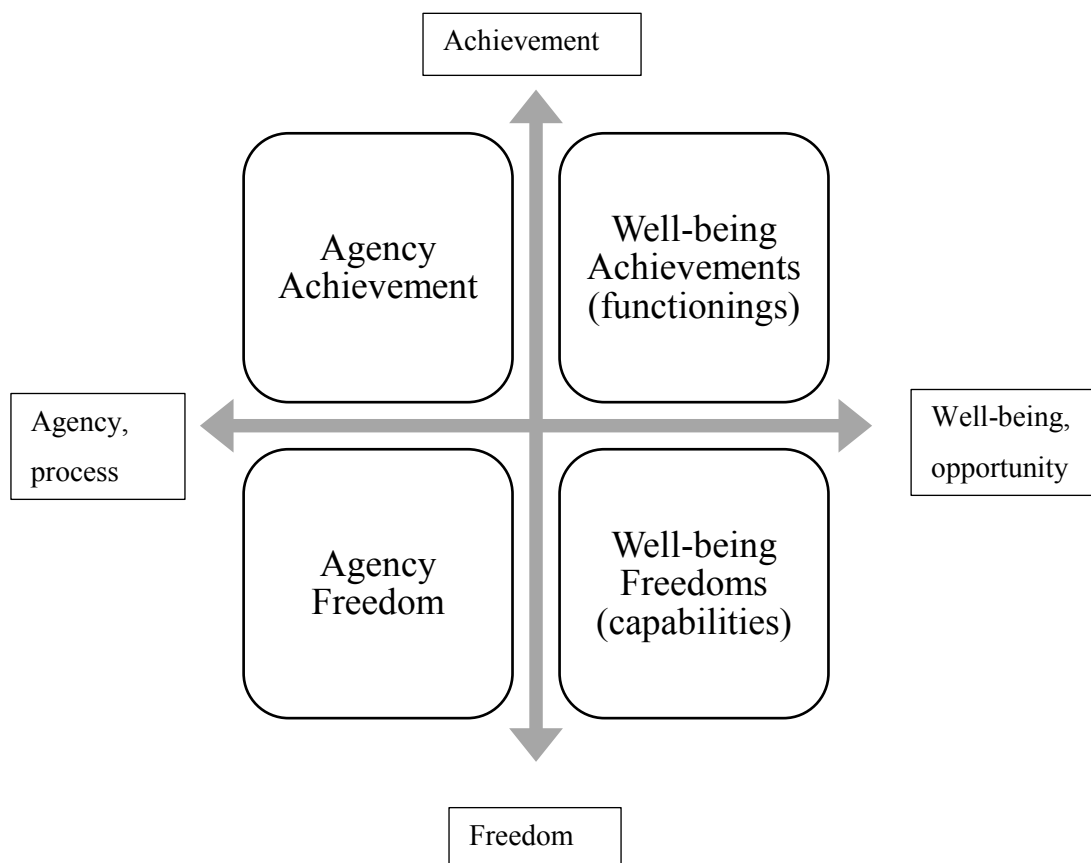 Achievement
Agency
Achievement
Well-being
Achievements
(functionings)
Agency,
process
Well-being,
opportunity
Agency
Freedom
Well-being
Freedoms
(capabilities)
Freedom